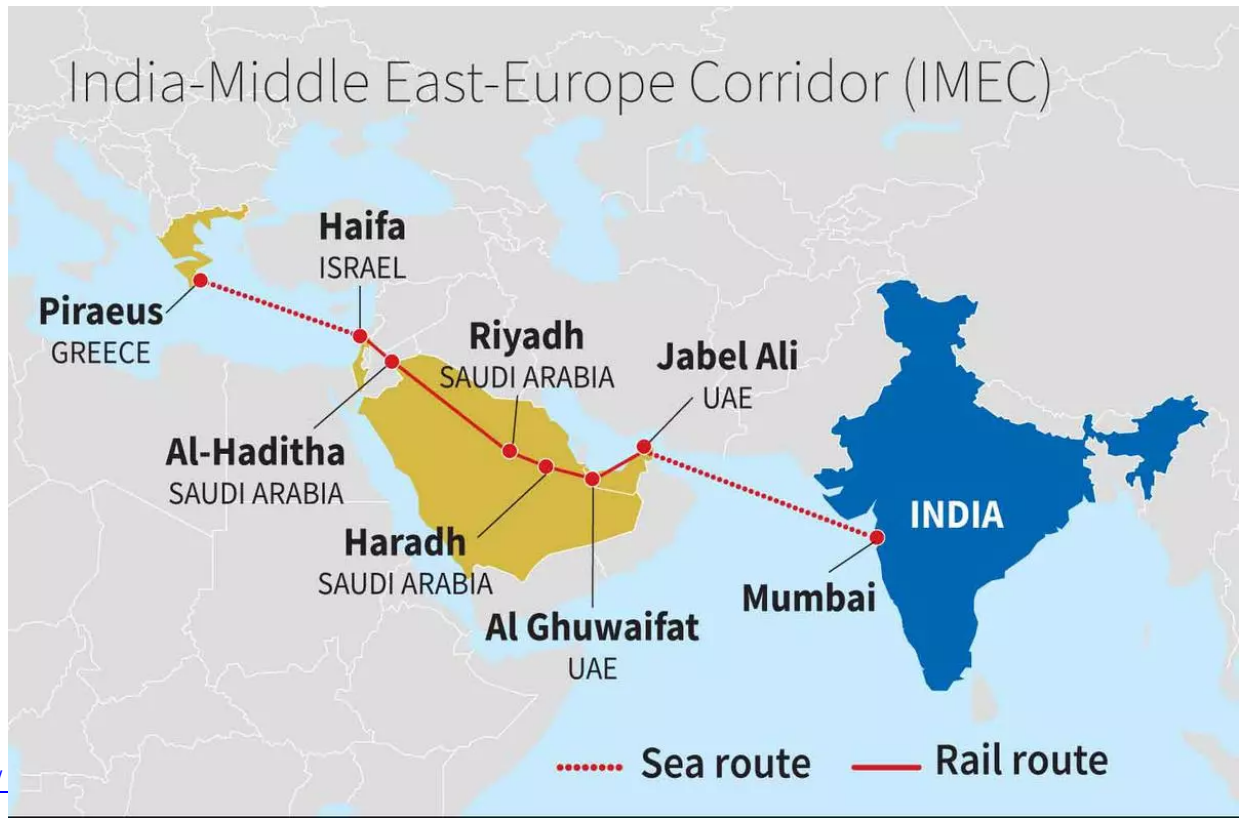 India-Middle East-Europe Corridor (IMEC)
Haifa
ISRAEL
Piraeus
GREECE
Riyadh
SAUDI ARABIA
Jabel Ali
UAE
Al-Haditha
SAUDI ARABIA
INDIA
Haradh
SAUDI ARABIA
Mumbai
Al Ghuwaifat
UAE
Sea route
Rail route